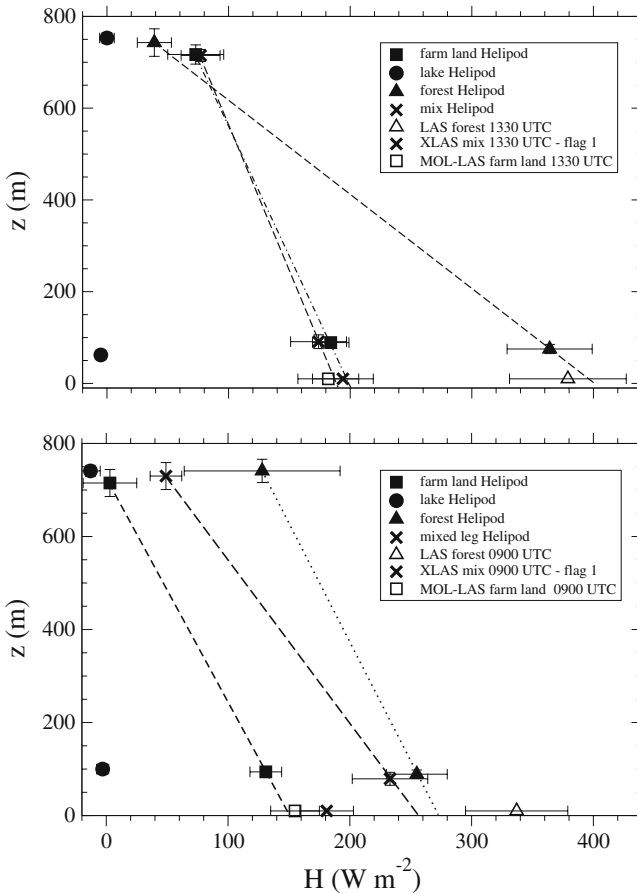 800
600
400
200
0
z (m)
farm land Helipod
lake Helipod
forest Helipod
mix Helipod
LAS forest 1330 UTC
XLAS mix 1330 UTC - flag 1
MOL-LAS farm land 1330 UTC
800
600
400
200
0
z (m)
farm land Helipod
lake Helipod
forest Helipod
mixed leg Helipod
LAS forest 0900 UTC
XLAS mix 0900 UTC - flag 1
MOL-LAS farm land 0900 UTC
0 100 200 300 400
H (W m⁻²)